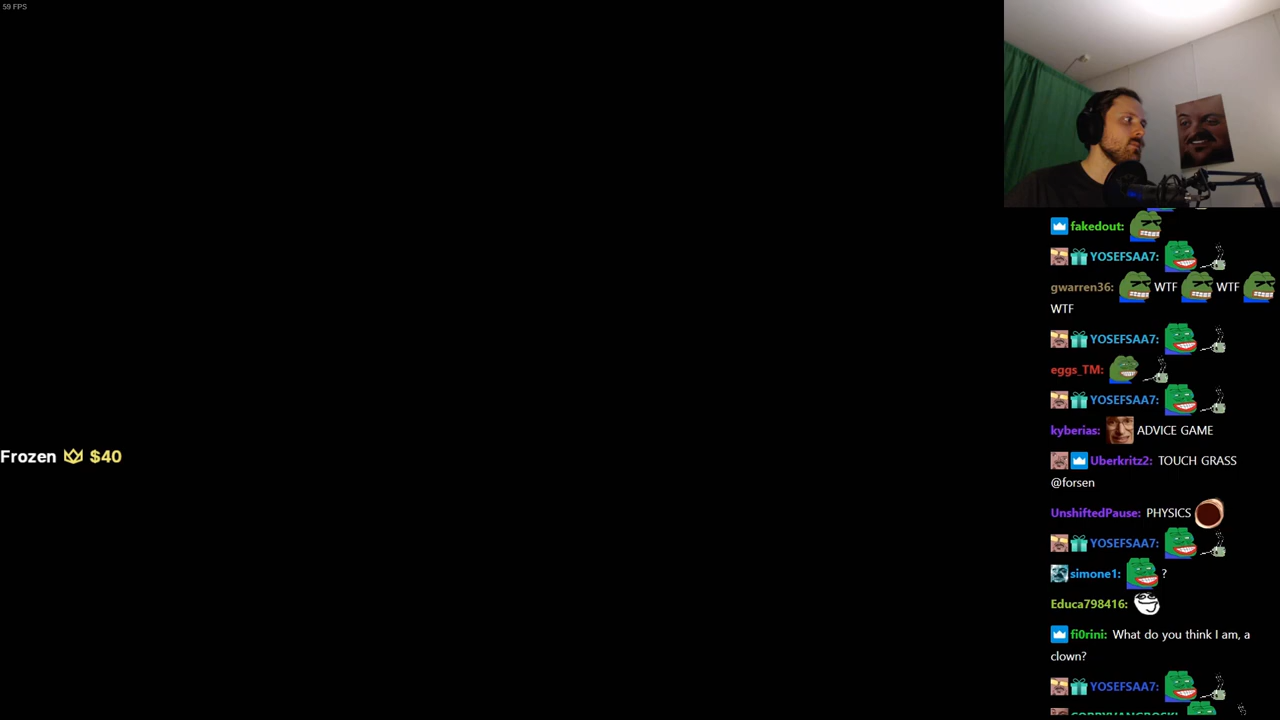 59 FPS
fakedout:
YOSEFSAA7:
gwarren36: WTF WTF
WTF
YOSEFSAA7:
eggs_TM:
YOSEFSAA7:
kyberias: ADVICE GAME
Uberkritz2: TOUCH GRASS
@forsen
UnshiftedPause: PHYSICS
YOSEFSAA7:
simone1: ?
Educa798416:
fi0rini: What do you think I am, a
clown?
YOSEFSAA7:
Frozen $40